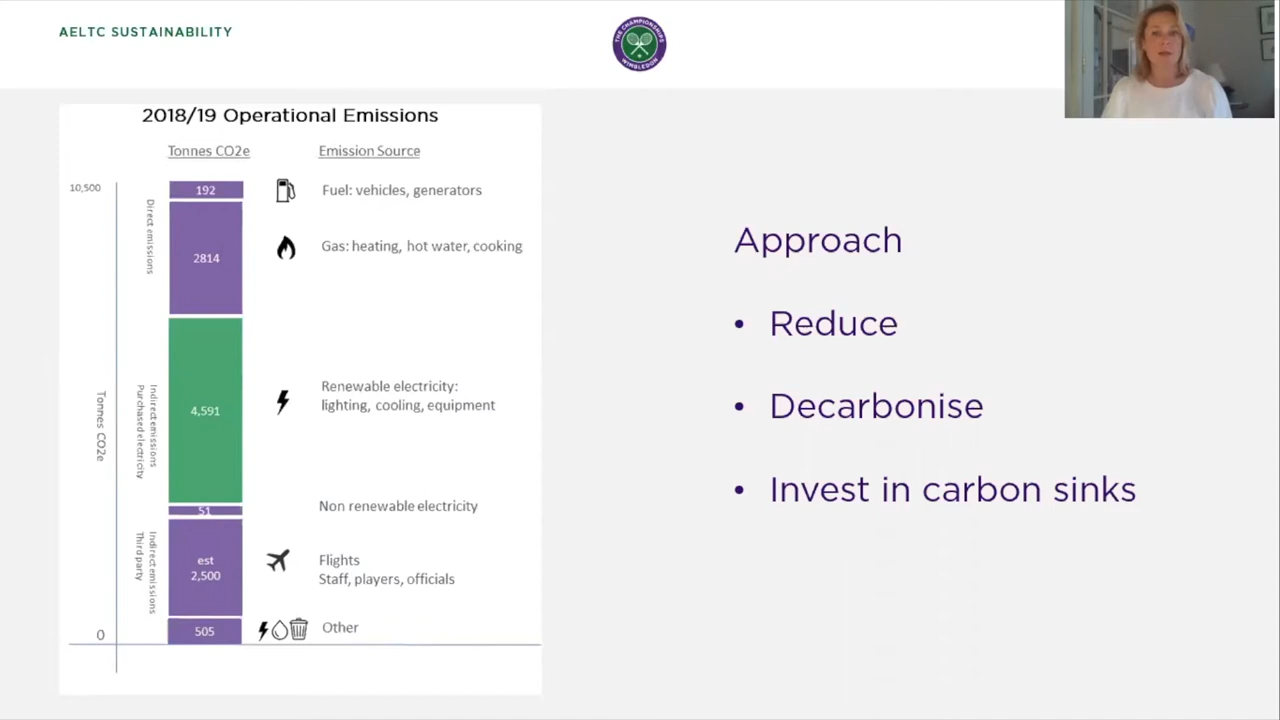 AELTC SUSTAINABILITY
THE CHAMPIONSHIPS
WIMBLEDON
2018/19 Operational Emissions
Tonnes CO2e
Emission Source
10,500
Direct emissions
192
Fuel: vehicles, generators
2814
Gas: heating, hot water, cooking
Tonnes CO2e
Indirect emissions
Purchased electricity
4,591
Renewable electricity:
lighting, cooling, equipment
51
Non renewable electricity
Indirect emissions
Third party
est
2,500
Flights
Staff, players, officials
0
505
Other
Approach
• Reduce
• Decarbonise
• Invest in carbon sinks